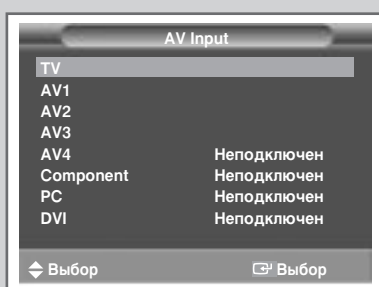 AV Input
TV
AV1
AV2
AV3
AV4 Неподключен
Component Неподключен
PC Неподключен
DVI Неподключен
Выбор Выбор